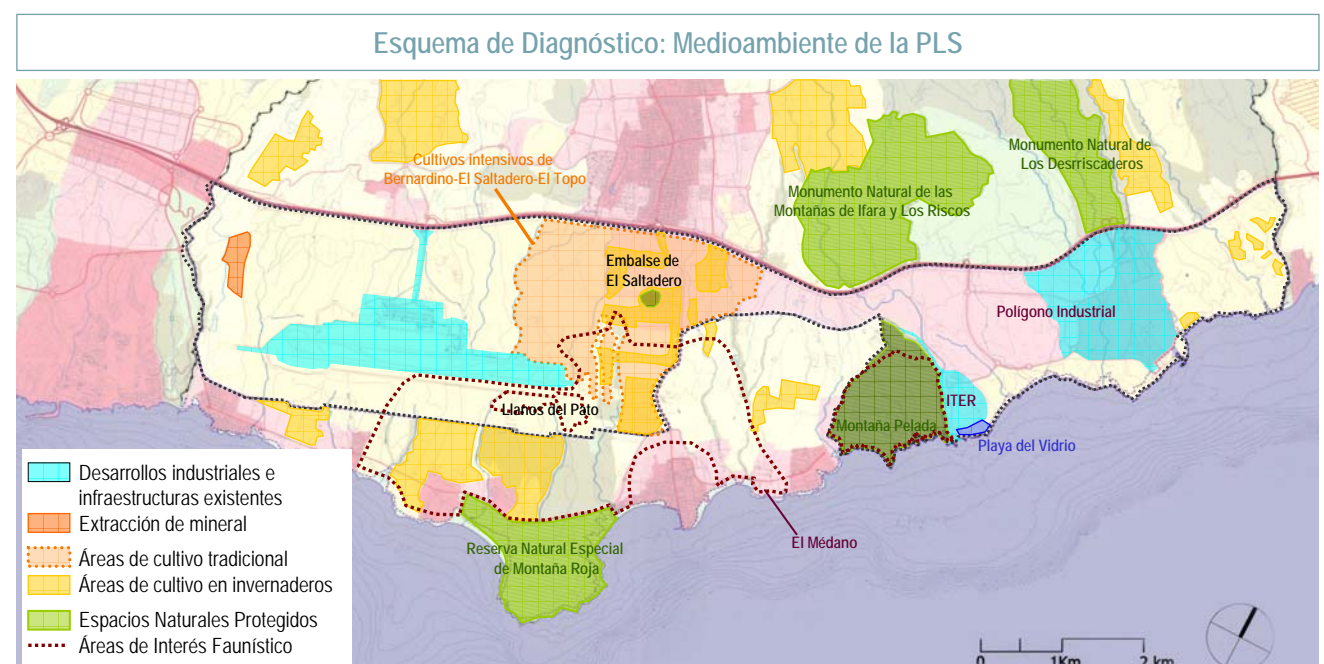 Esquema de Diagnóstico: Medioambiente de la PLS
Cultivos intensivos de
Bernardino-El Saltadero-El Topo
Monumento Natural de
Los Desrriscaderos
Monumento Natural de las
Montañas de Ifara y Los Riscos
Embalse de
El Saltadero
Polígono Industrial
Llanos del Pato
ITER
Montaña Pelada
Playa del Vidrio
El Médano
Reserva Natural Especial
de Montaña Roja
Desarrollos industriales e
infraestructuras existentes
Extracción de mineral
Áreas de cultivo tradicional
Áreas de cultivo en invernaderos
Espacios Naturales Protegidos
Áreas de Interés Faunístico
0 1Km 2 km